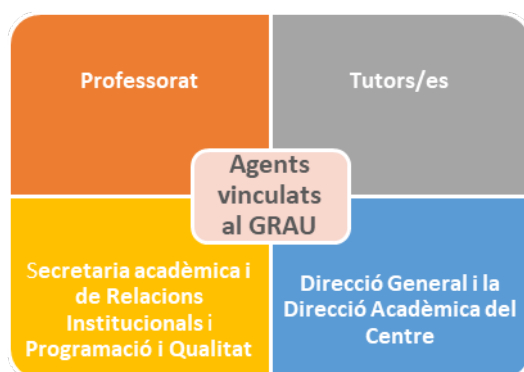 Professorat
Tutors/es
Agents
vinculats
al GRAU
Secretaria acadèmica i
de Relacions
Institucionals i
Programació i Qualitat
Direcció General i la
Direcció Acadèmica del
Centre